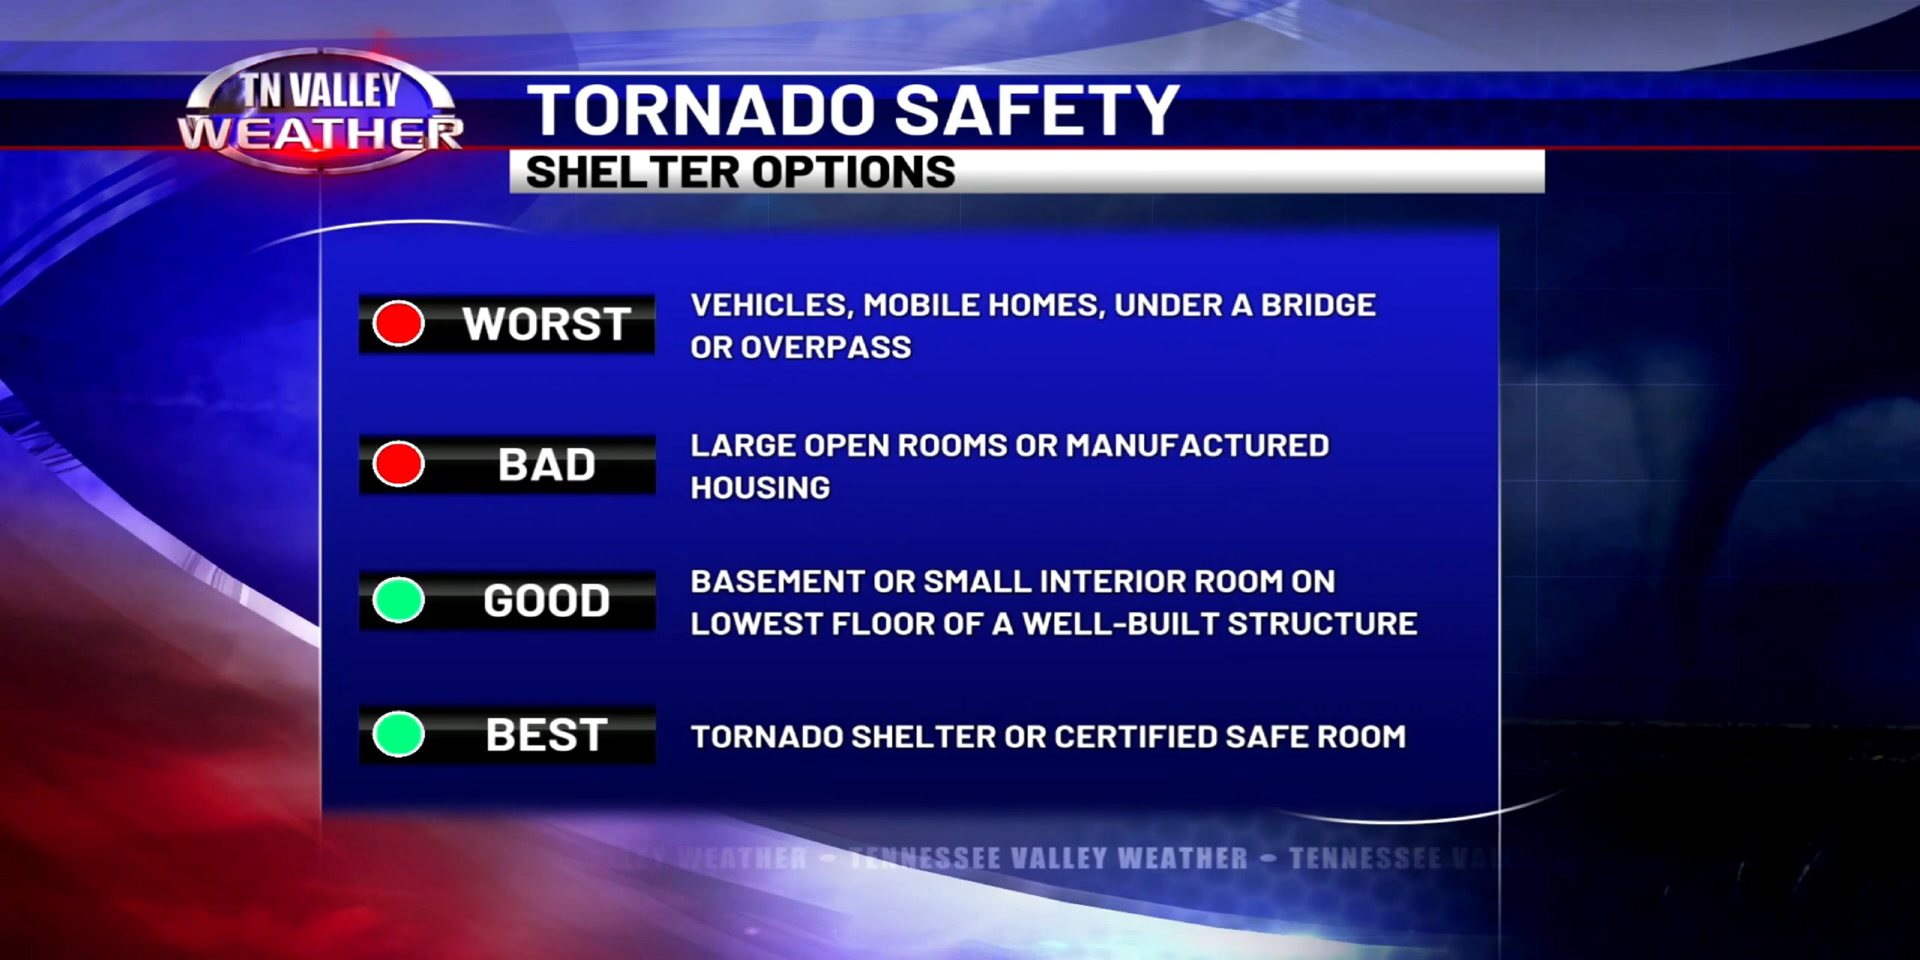 TN VALLEY
WEATHER
TORNADO SAFETY
SHELTER OPTIONS
WORST
VEHICLES, MOBILE HOMES, UNDER A BRIDGE
OR OVERPASS
BAD
LARGE OPEN ROOMS OR MANUFACTURED
HOUSING
GOOD
BASEMENT OR SMALL INTERIOR ROOM ON
LOWEST FLOOR OF A WELL-BUILT STRUCTURE
BEST
TORNADO SHELTER OR CERTIFIED SAFE ROOM
WEATHER - TENNESSEE VALLEY WEATHER - TENNESSEE